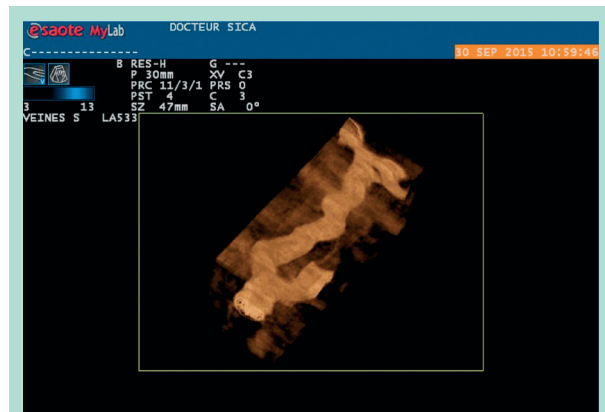 esaote MyLab DOCTEUR SICA
C---------------
30 SEP 2015 10:59:46
B RES-H G ---
P 30mm XV C3
PRC 11/3/1 PRS 0
PST 4 C 3
3 13 SZ 47mm SA 0°
VEINES S LA533